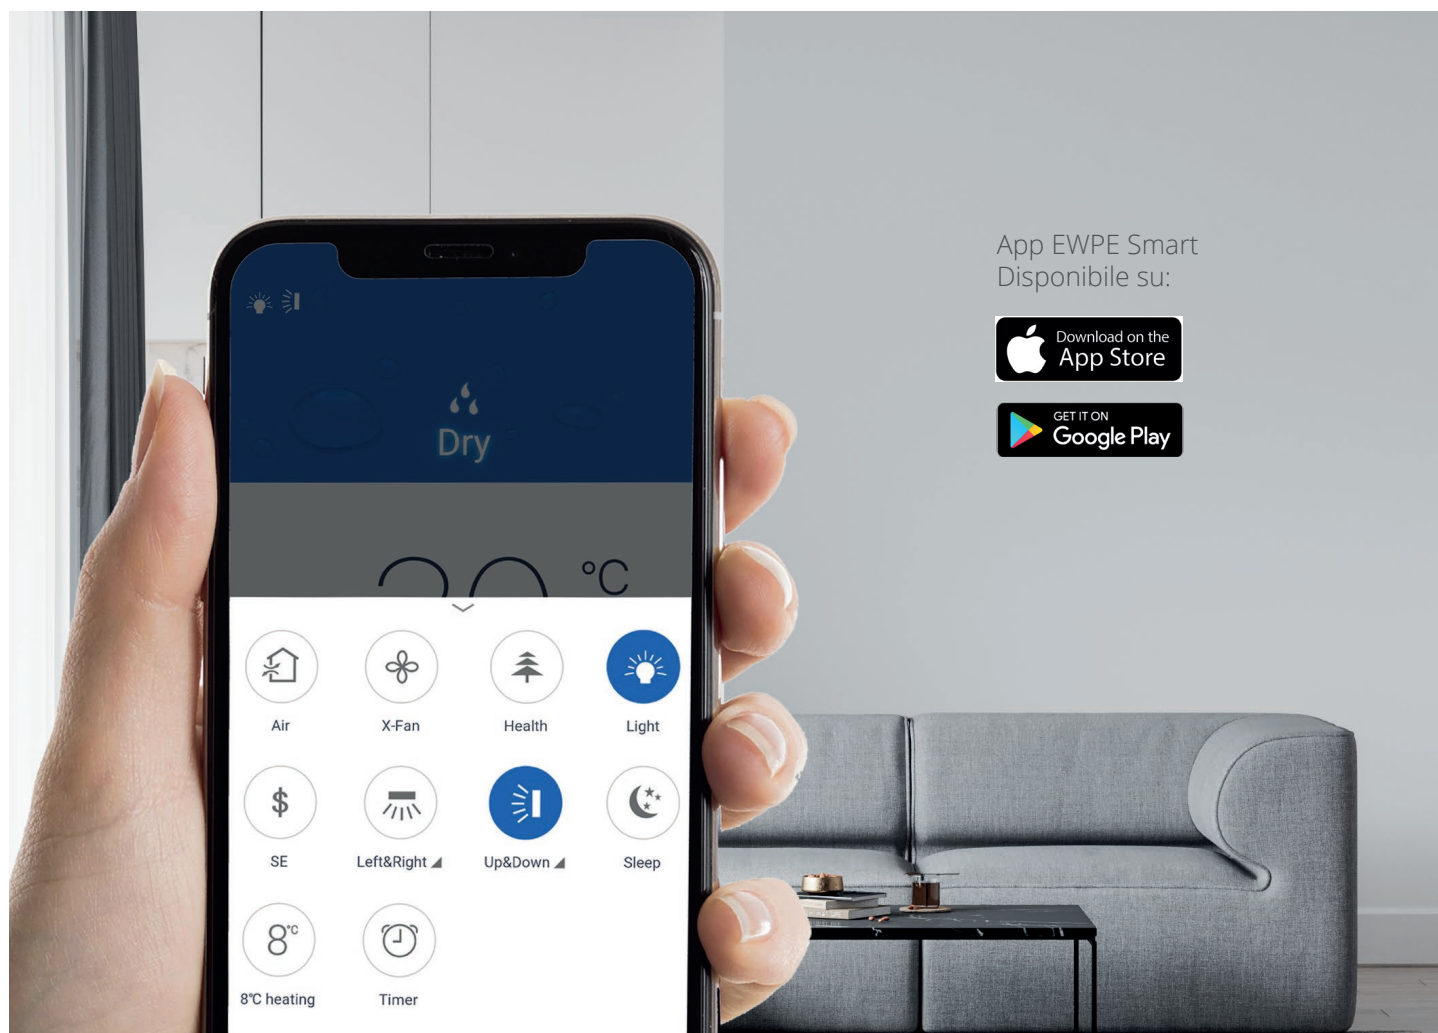 App EWPE Smart
Disponibile su:
Download on the
App Store
GET IT ON
Google Play
Dry
°C
Air
X-Fan
Health
Light
$
SE
Left&Right
Up&Down
Sleep
8°C
8°C heating
Timer